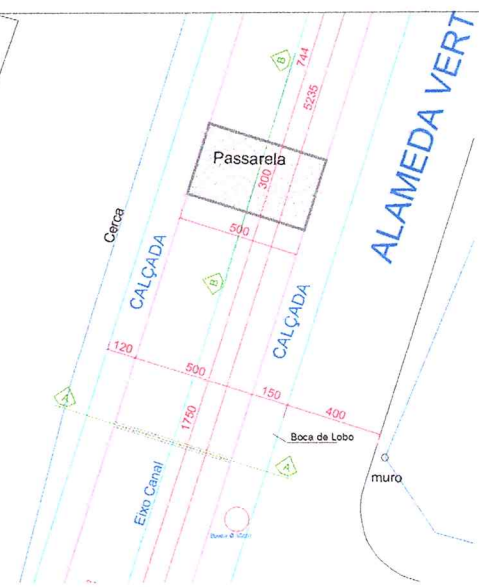 ALAMEDA VERT
B
744
5235
Passarela
300
Cerca
500
CALÇADA
B
CALÇADA
120
500
150
400
A
1750
Boca de Lobo
A
muro
Eixo Canal